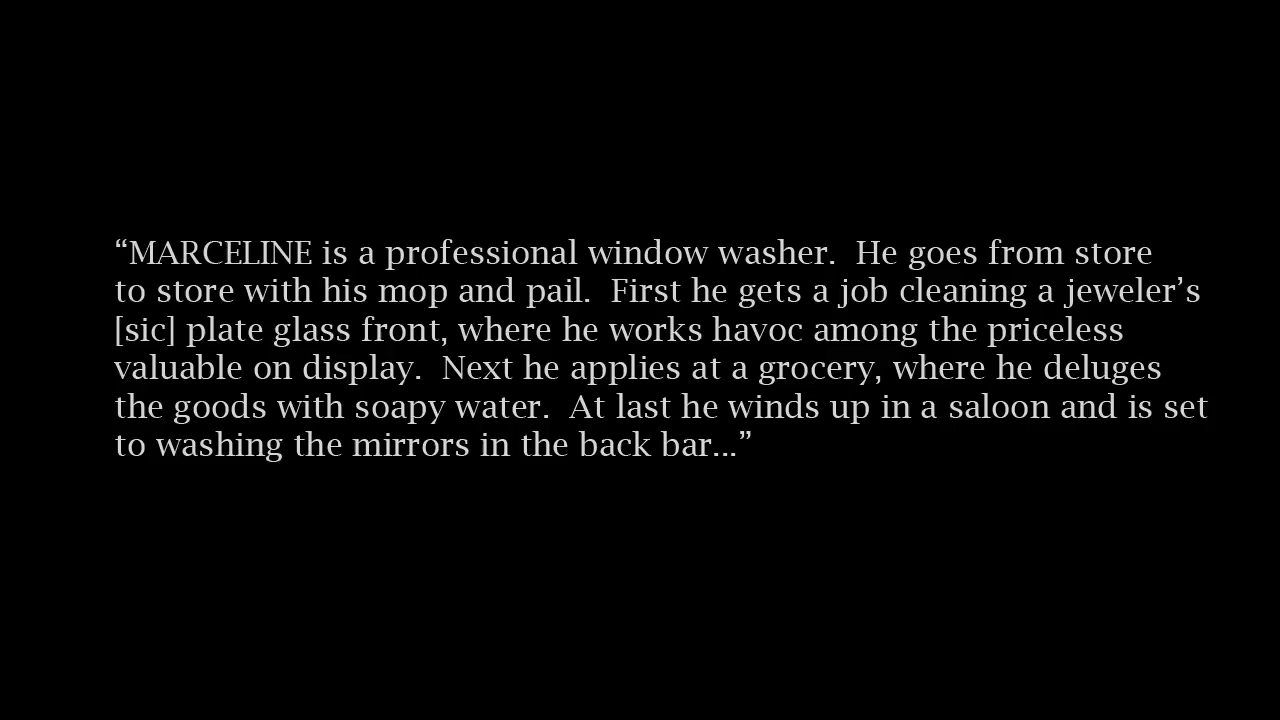 “MARCELINE is a professional window washer.  He goes from store
to store with his mop and pail.  First he gets a job cleaning a jeweler’s
[sic] plate glass front, where he works havoc among the priceless
valuable on display.  Next he applies at a grocery, where he deluges
the goods with soapy water.  At last he winds up in a saloon and is set
to washing the mirrors in the back bar...”